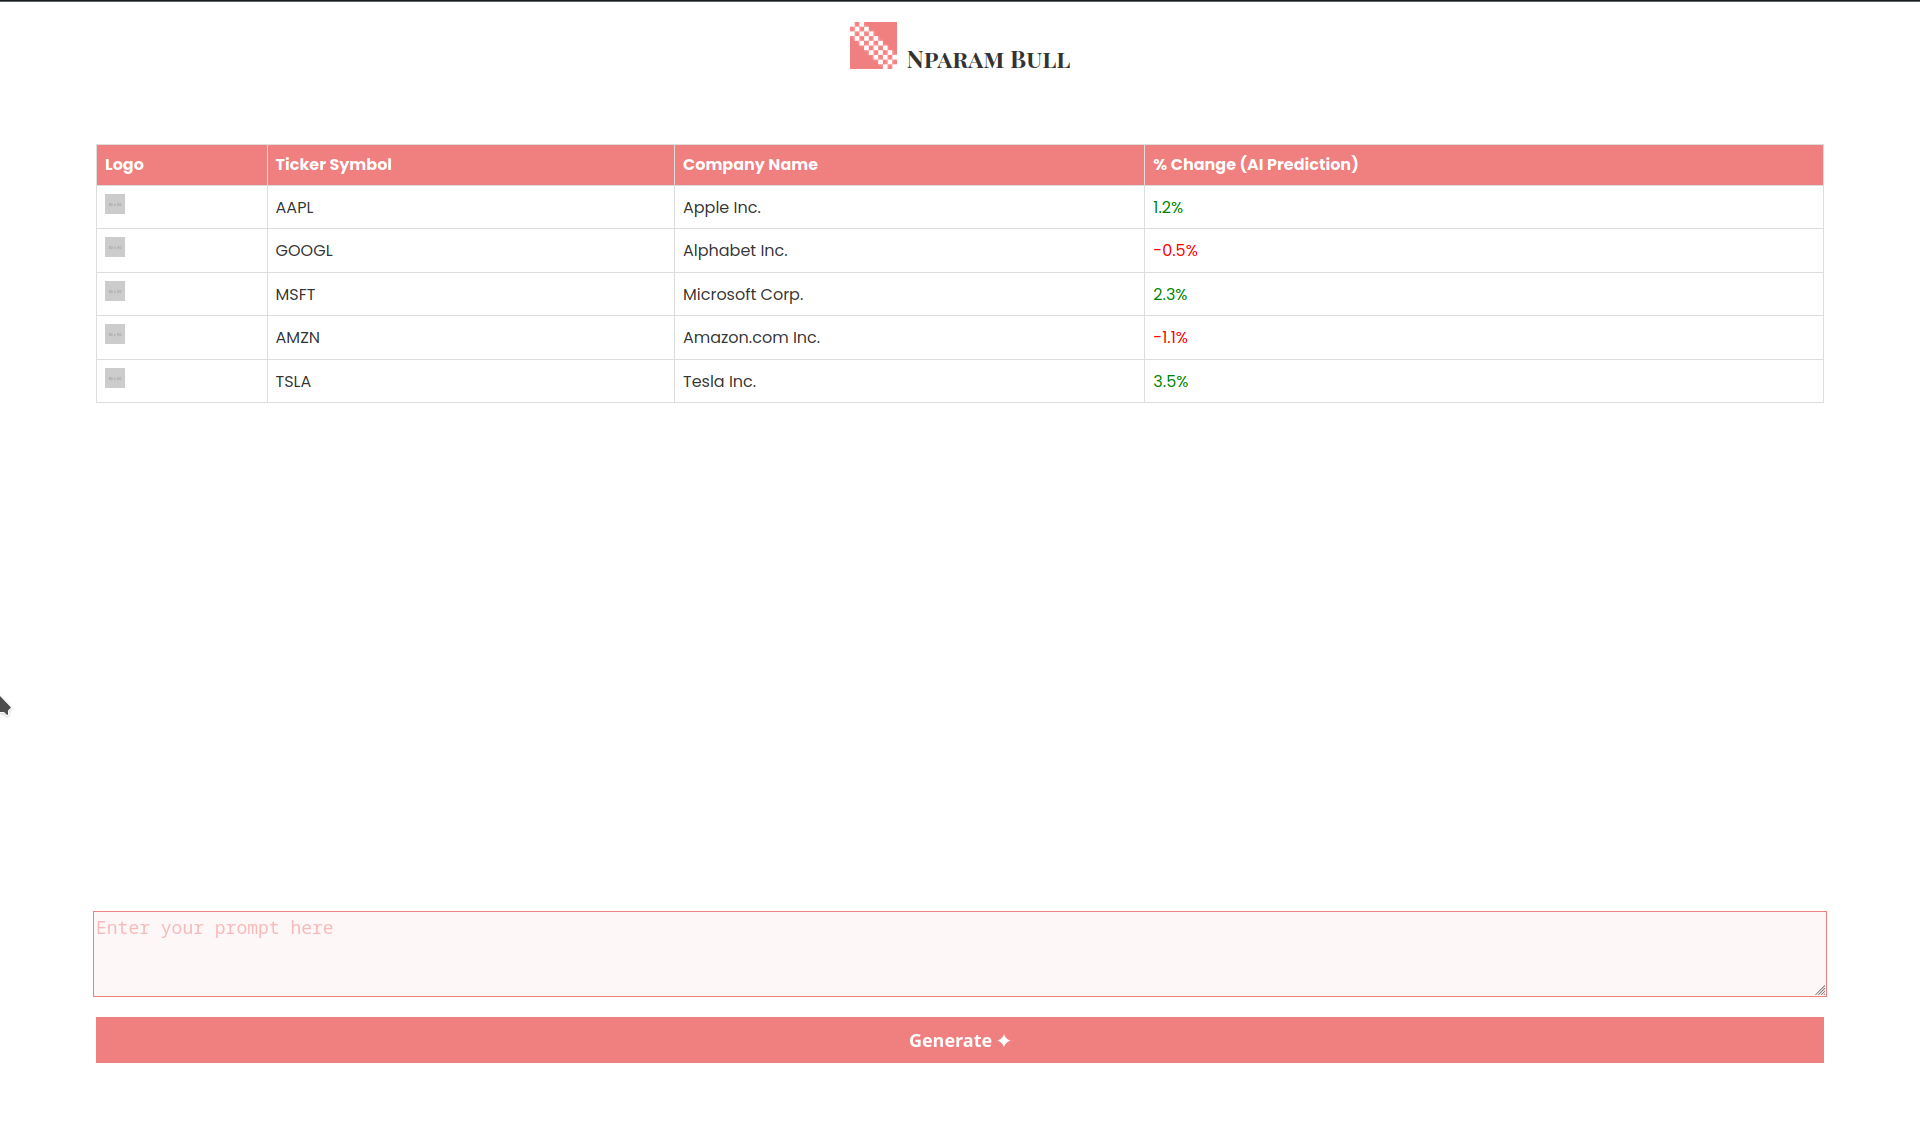 Nparam Bull
Logo Ticker Symbol Company Name % Change (AI Prediction)
AAPL Apple Inc. 1.2%
GOOGL Alphabet Inc. -0.5%
MSFT Microsoft Corp. 2.3%
AMZN Amazon.com Inc. -1.1%
TSLA Tesla Inc. 3.5%
Enter your prompt here
Generate ✦